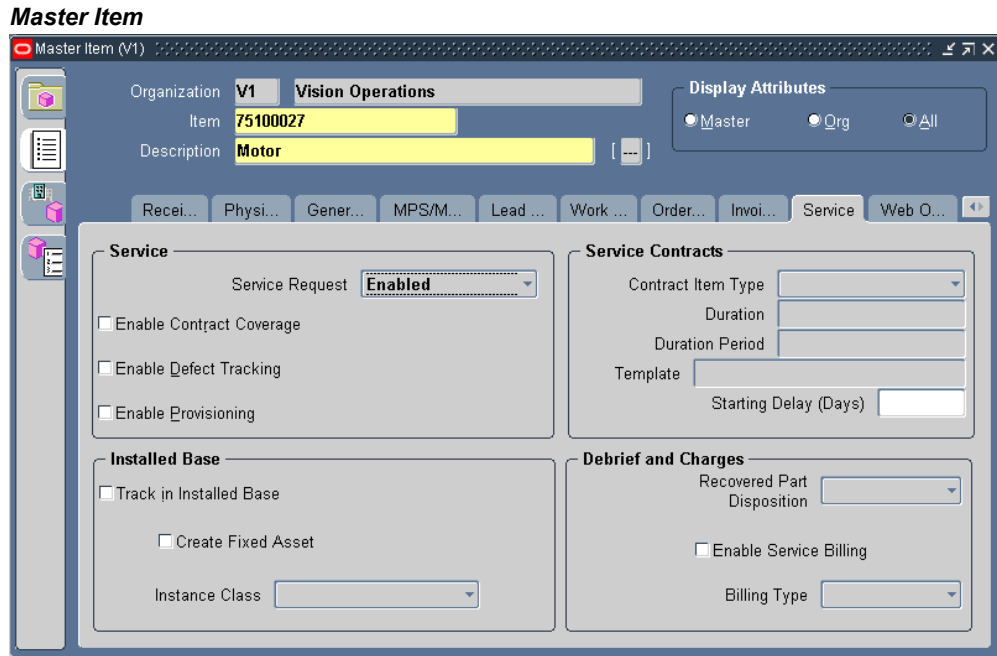 Master Item
Master Item (V1)
Organization V1 Vision Operations
Item 75100027
Description Motor [ ... ]
Display Attributes
Master Org All
Recei... Physi... Gener... MPS/M... Lead ... Work ... Order... Invoi... Service Web O...
Service
Service Request Enabled
Enable Contract Coverage
Enable Defect Tracking
Enable Provisioning
Service Contracts
Contract Item Type
Duration
Duration Period
Template
Starting Delay (Days)
Installed Base
Track in Installed Base
Create Fixed Asset
Instance Class
Debrief and Charges
Recovered Part
Disposition
Enable Service Billing
Billing Type